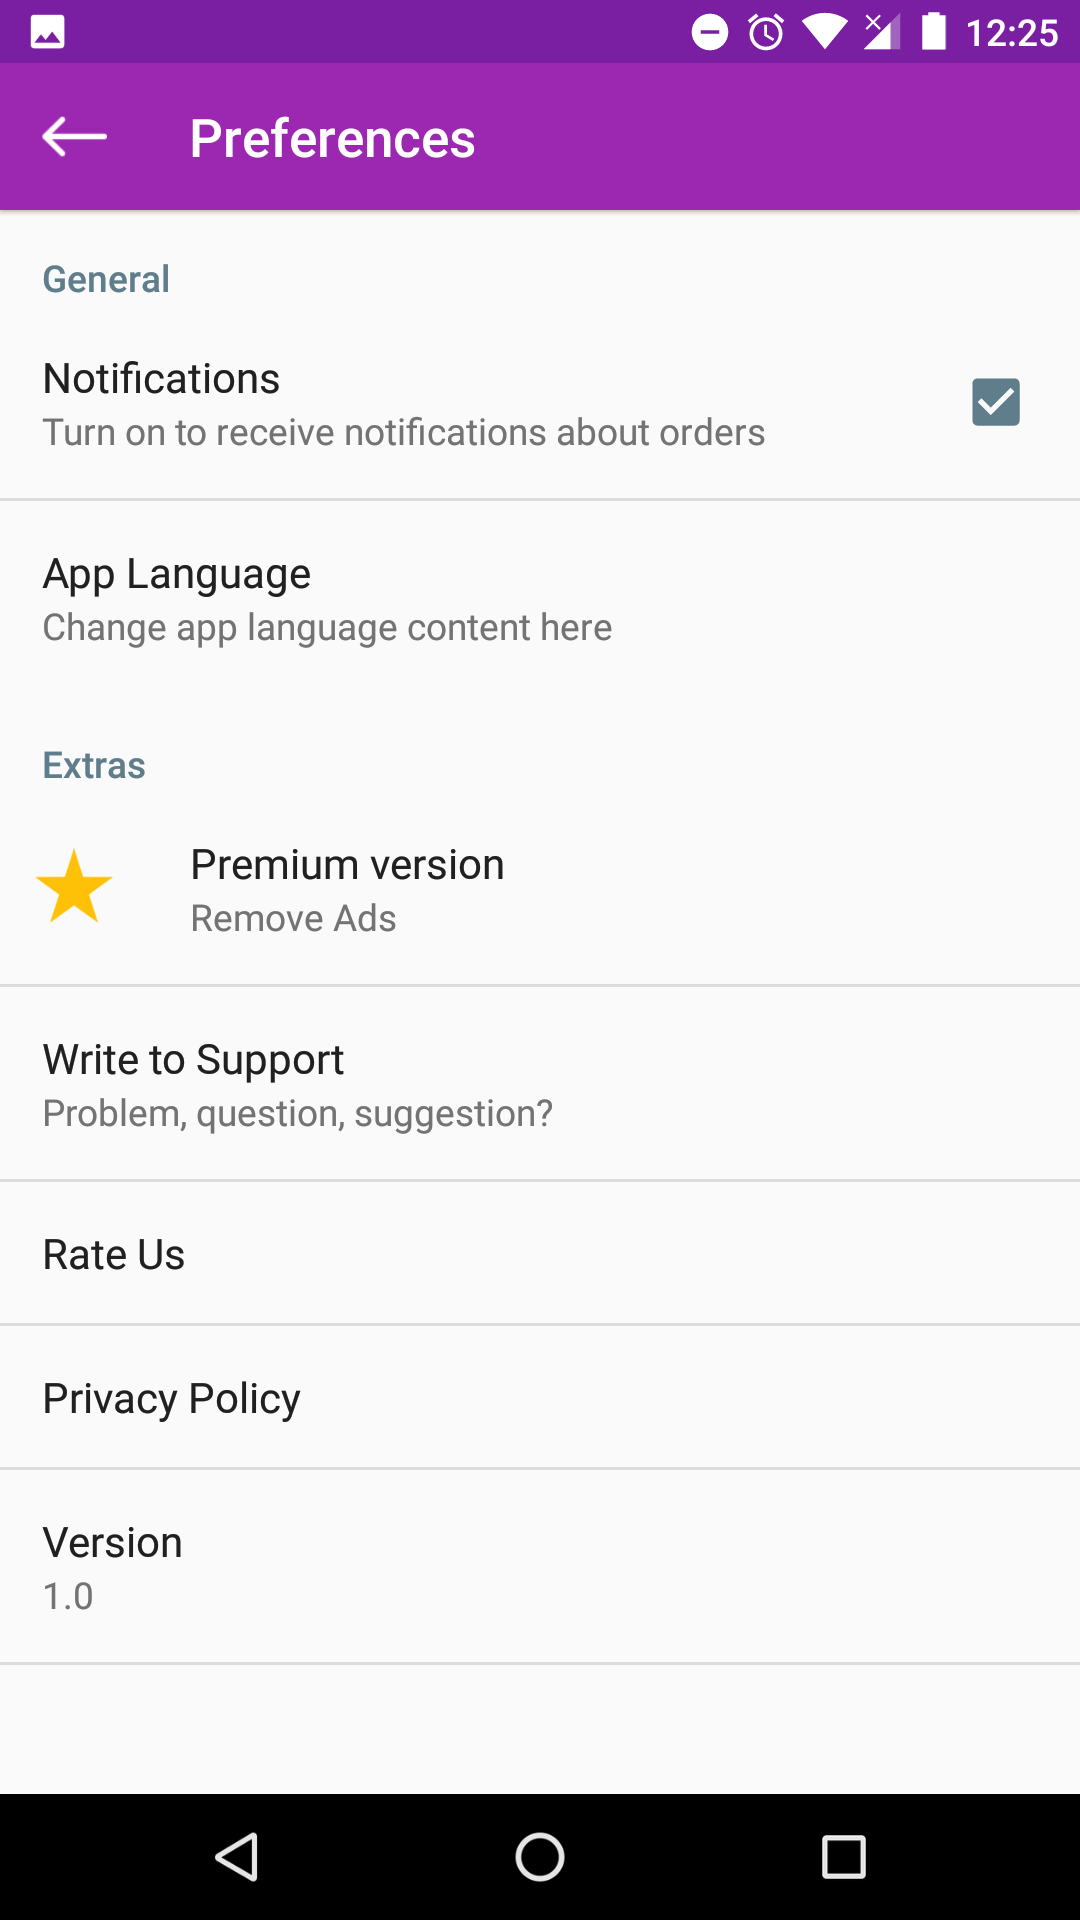 12:25
Preferences
General
Notifications
Turn on to receive notifications about orders
App Language
Change app language content here
Extras
Premium version
Remove Ads
Write to Support
Problem, question, suggestion?
Rate Us
Privacy Policy
Version
1.0